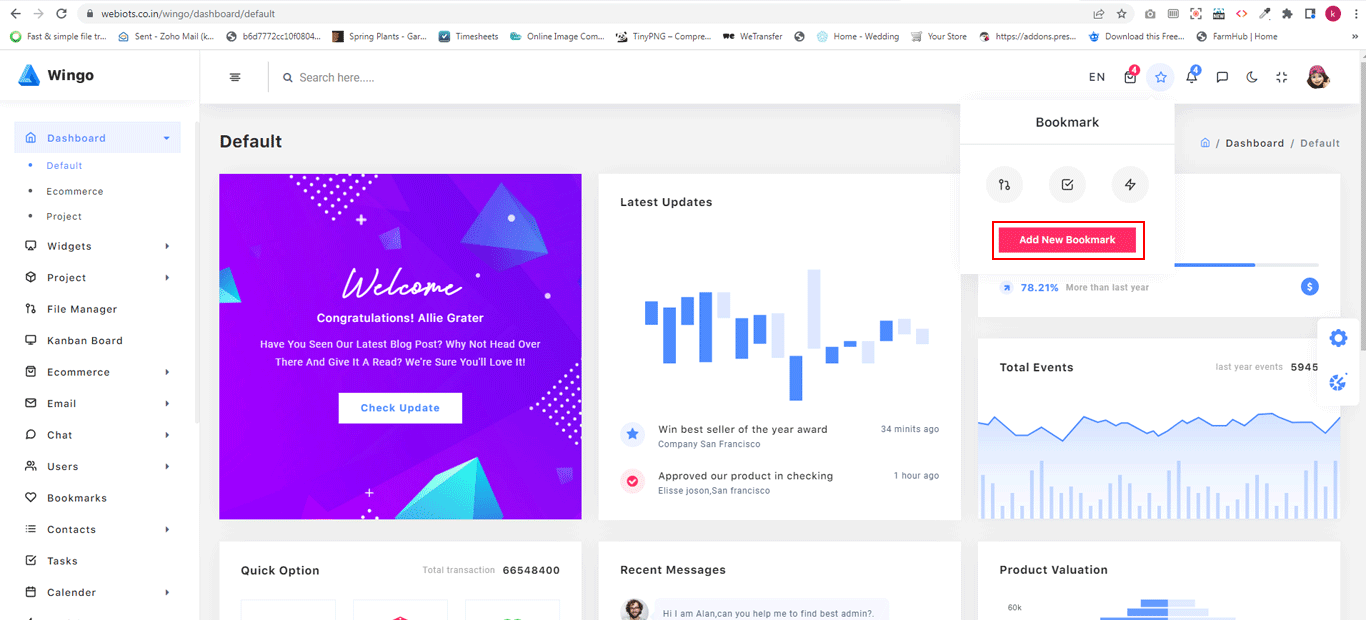 webiots.co.in/wingo/dashboard/default
k
Fast & simple file tr...
Sent - Zoho Mail (k...
b6d7772cc10f0804...
Spring Plants - Gar...
Timesheets
Online Image Com...
TinyPNG – Compre...
WeTransfer
Home - Wedding
Your Store
https://addons.pres...
Download this Free...
FarmHub | Home
»
Wingo
Search here.....
EN
4
4
Dashboard
Default
Ecommerce
Project
Widgets
Project
File Manager
Kanban Board
Ecommerce
Email
Chat
Users
Bookmarks
Contacts
Tasks
Calender
Default
/ Dashboard / Default
Bookmark
Add New Bookmark
Welcome
Congratulations! Allie Grater
Have You Seen Our Latest Blog Post? Why Not Head Over
There And Give It A Read? We're Sure You'll Love It!
Check Update
Latest Updates
Win best seller of the year award
34 minits ago
Company San Francisco
Approved our product in checking
1 hour ago
Elisse joson,San francisco
78.21% More than last year
$
Total Events
last year events 5945
Quick Option
Total transaction 66548400
Recent Messages
Hi I am Alan,can you help me to find best admin?.
Product Valuation
60k